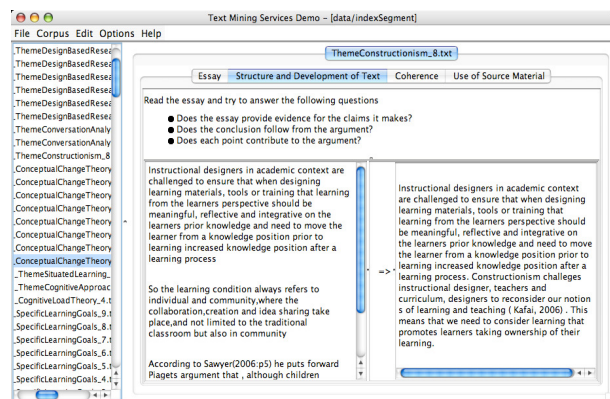 Text Mining Services Demo - [data/indexSegment]
File Corpus Edit Options Help
_ThemeDesignBasedResea
_ThemeDesignBasedResea
_ThemeDesignBasedResea
_ThemeDesignBasedResea
_ThemeDesignBasedResea
_ThemeDesignBasedResea
_ThemeConversationAnaly
_ThemeConversationAnaly
_ThemeConstructionism_8
_ConceptualChangeTheory
_ConceptualChangeTheory
_ConceptualChangeTheory
_ConceptualChangeTheory
_ConceptualChangeTheory
_ConceptualChangeTheory
_ConceptualChangeTheory
_ConceptualChangeTheory
_ThemeSituatedLearning_
_ThemeCognitiveApproac
_CognitiveLoadTheory_4.t
_SpecificLearningGoals_9.t
_SpecificLearningGoals_8.t
_SpecificLearningGoals_7.t
_SpecificLearningGoals_6.t
_SpecificLearningGoals_5.t
_SpecificLearningGoals_4.t
ThemeConstructionism_8.txt
Essay Structure and Development of Text Coherence Use of Source Material
Read the essay and try to answer the following questions
● Does the essay provide evidence for the claims it makes?
● Does the conclusion follow from the argument?
● Does each point contribute to the argument?
Instructional designers in academic context are
challenged to ensure that when designing
learning materials, tools or training that learning
from the learners perspective should be
meaningful, reflective and integrative on the
learners prior knowledge and need to move the
learner from a knowledge position prior to
learning increased knowledge position after a
learning process
So the learning condition always refers to
individual and community,where the
collaboration,creation and idea sharing take
place,and not limited to the traditional
classroom but also in community
According to Sawyer(2006:p5) he puts forward
Piagets argument that , although children
=>
Instructional designers in academic context
are challenged to ensure that when designing
learning materials, tools or training that
learning from the learners perspective should
be meaningful, reflective and integrative on the
learners prior knowledge and need to move the
learner from a knowledge position prior to
learning increased knowledge position after a
learning process. Constructionism challeges
instructional designer, teachers and
curriculum, designers to reconsider our notion
s of learning and teaching ( Kafai, 2006) . This
means that we need to consider learning that
promotes learners taking ownership of their
learning.